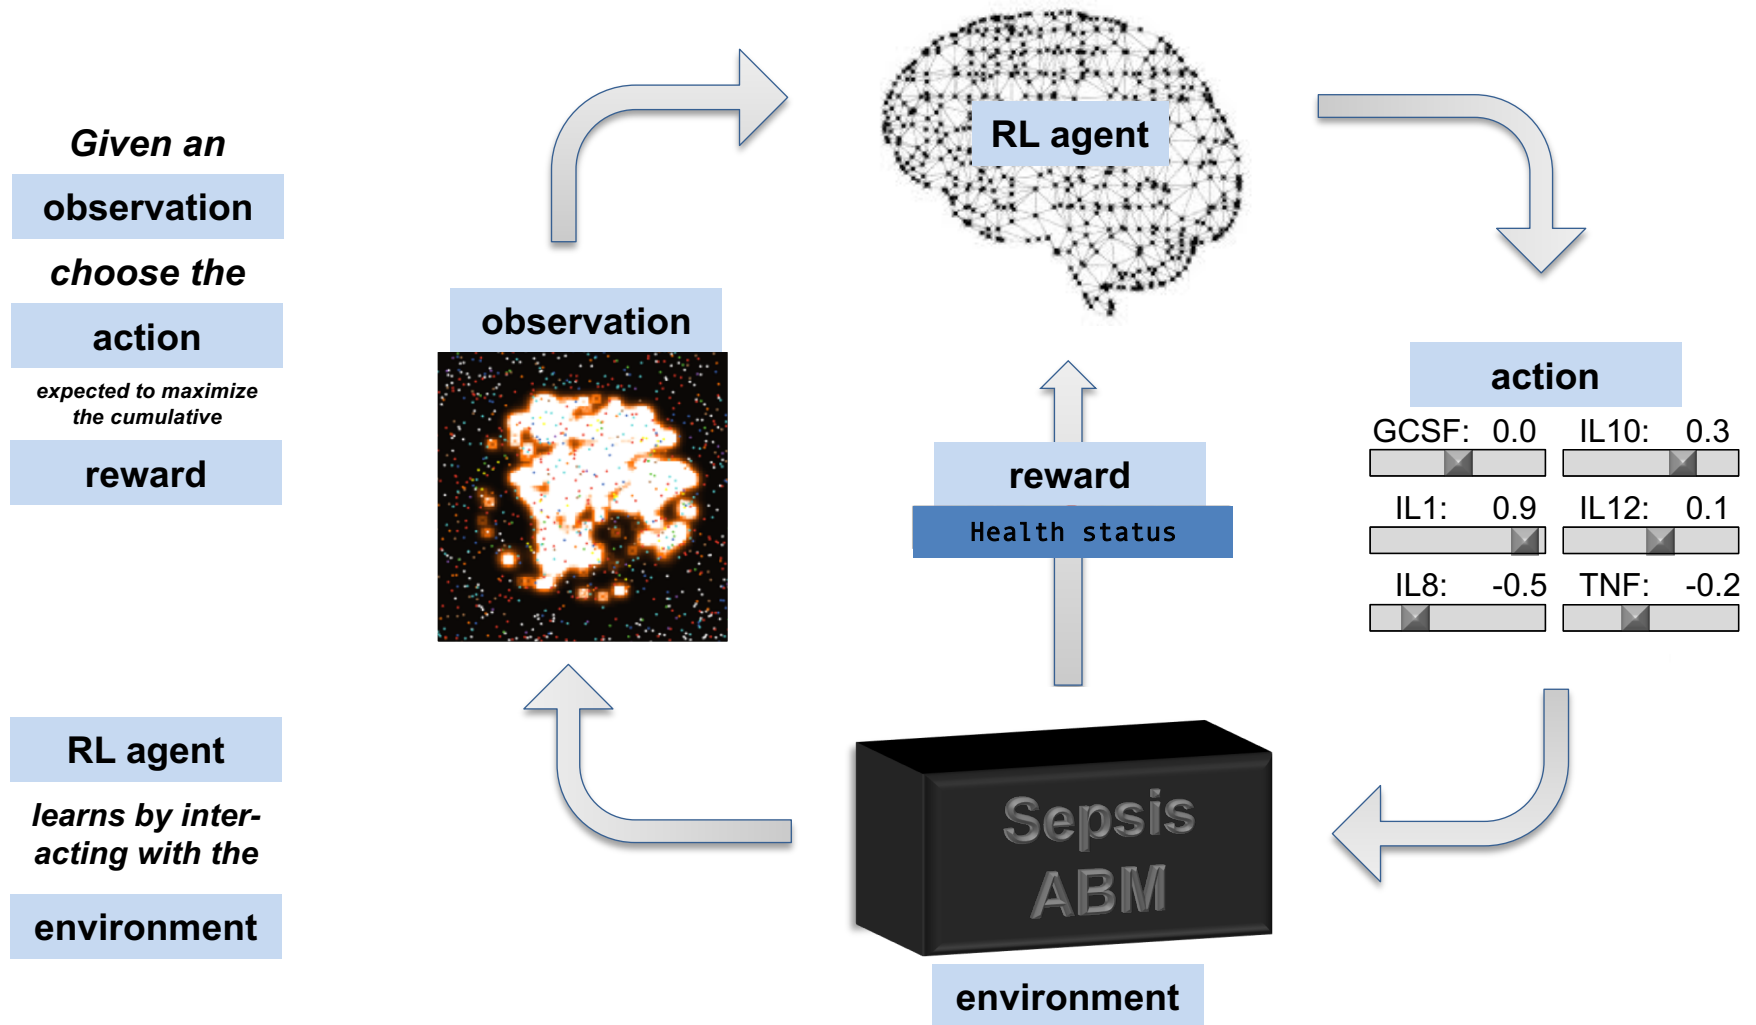 Given an
observation
choose the
action
expected to maximize
the cumulative
reward
RL agent
learns by inter-
acting with the
environment
observation
RL agent
reward
Health status
Sepsis
ABM
environment
action
GCSF: 0.0 IL10: 0.3
IL1: 0.9 IL12: 0.1
IL8: -0.5 TNF: -0.2